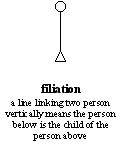 filiation
a line linking two person
vertically means the person
below is the child of the
person above